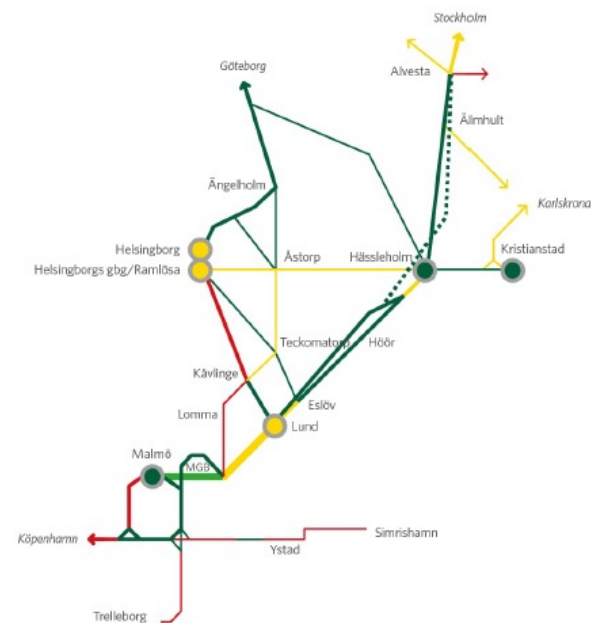 Stockholm
Göteborg
Alvesta
Älmhult
Ängelholm
Karlskrona
Helsingborg
Åstorp
Hässleholm
Kristianstad
Helsingborgs gbg/Ramlösa
Teckomatorp
Höör
Kävlinge
Eslöv
Lomma
Lund
Malmö
MGB
Köpenhamn
Simrishamn
Ystad
Trelleborg